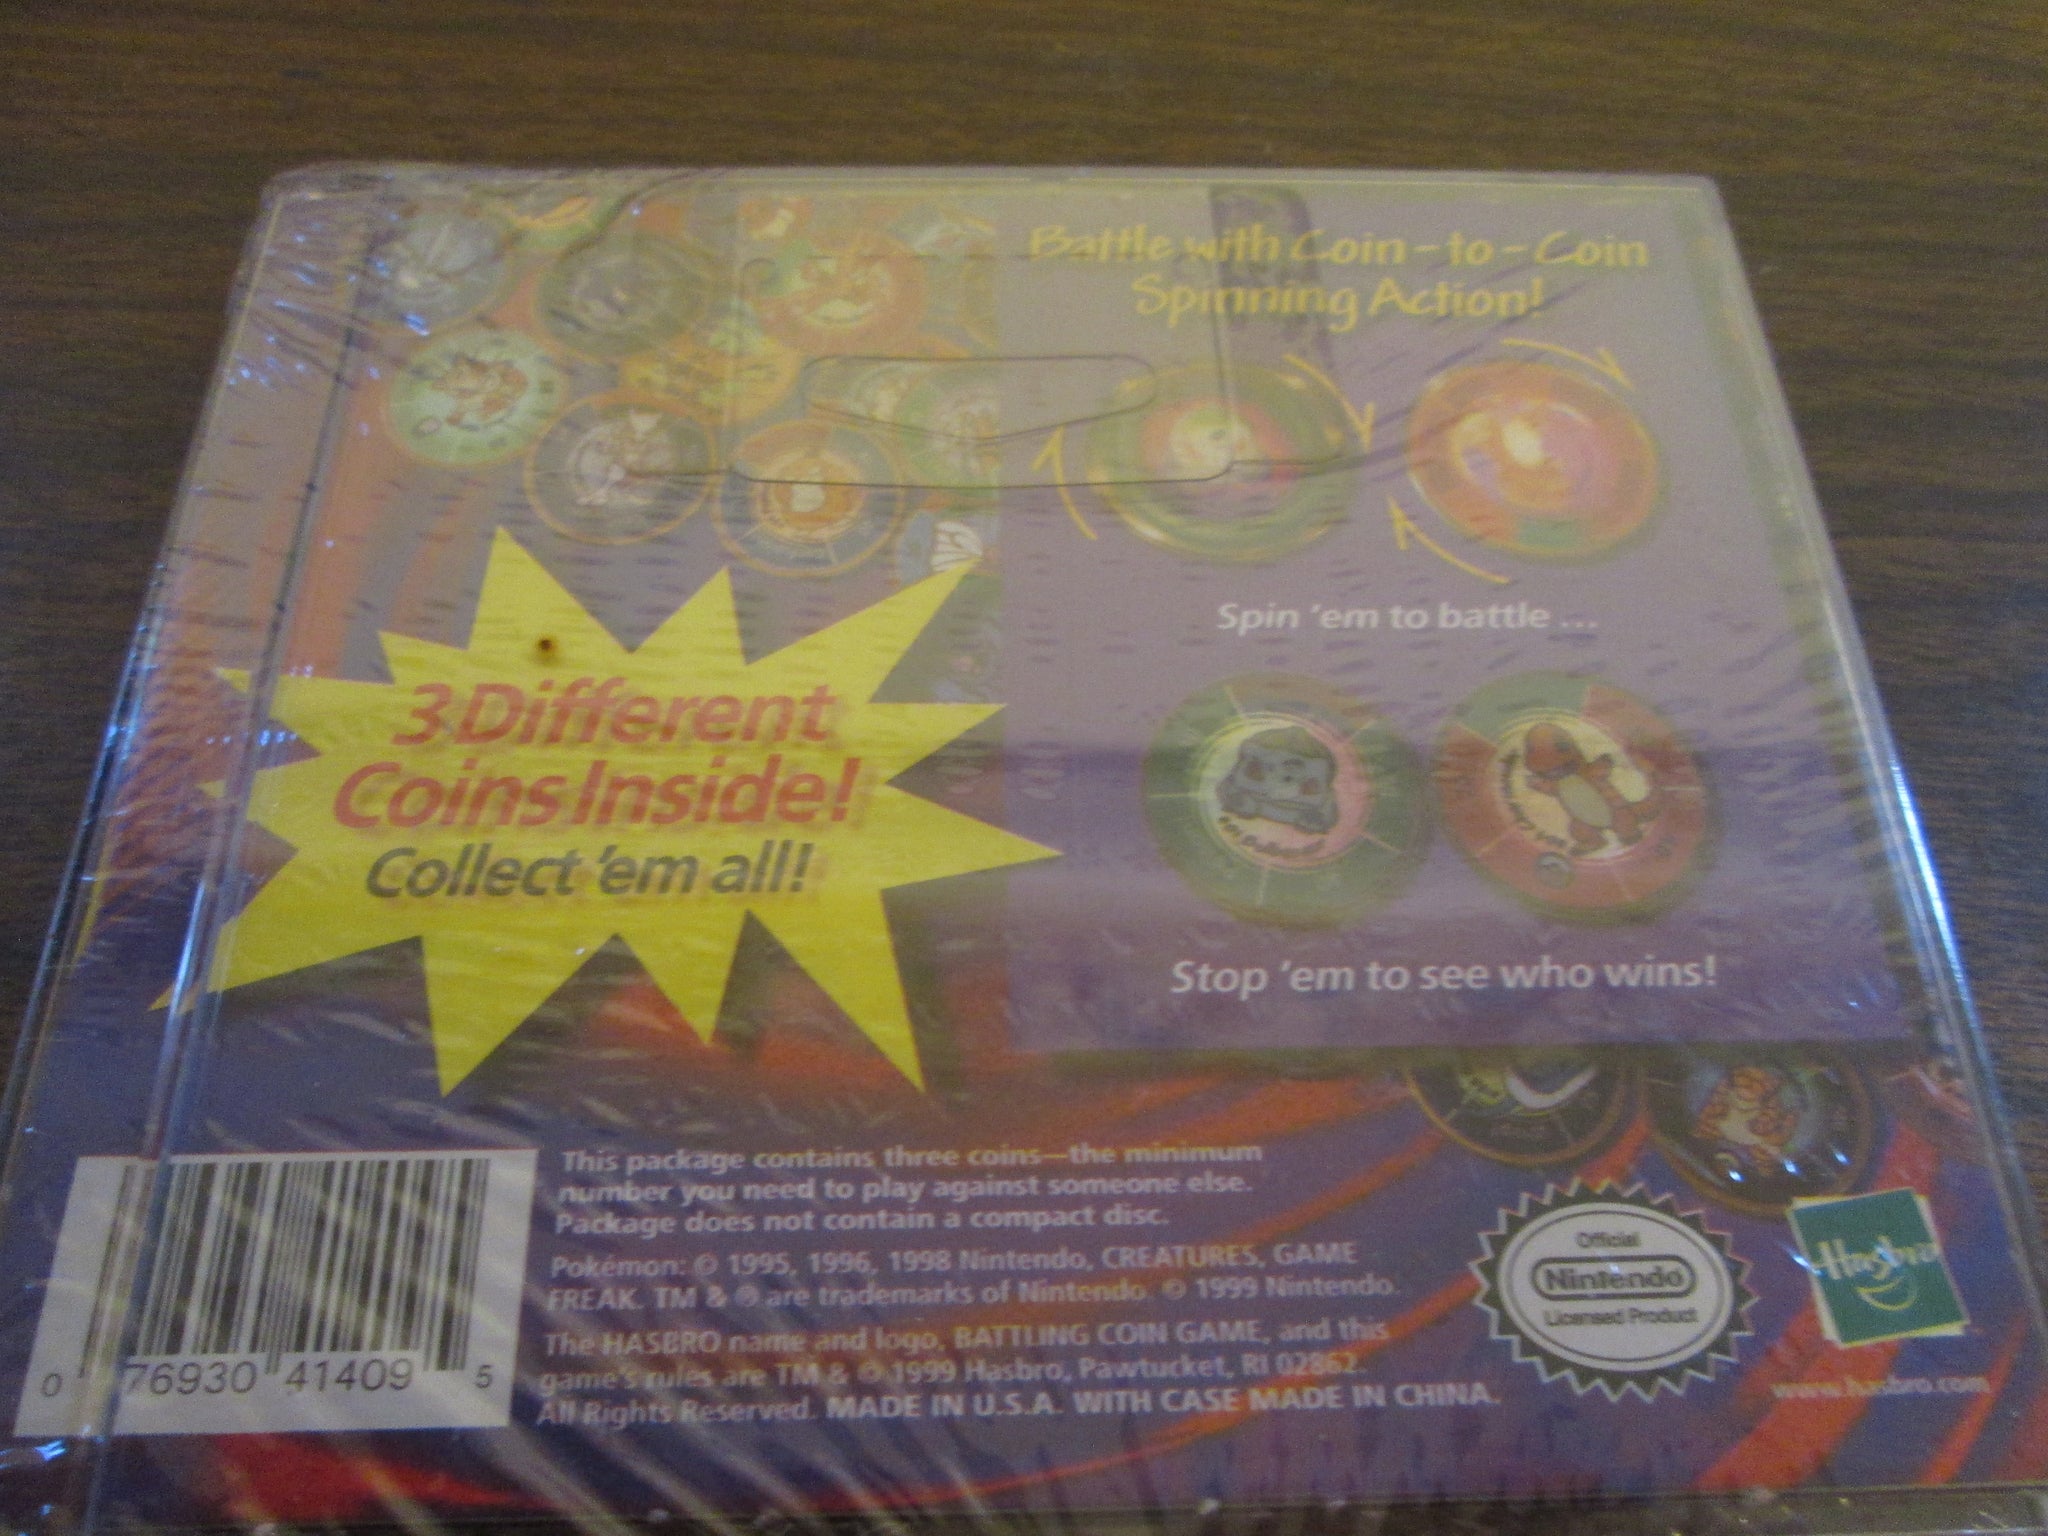 Battle with Coin-to-Coin
Spinning Action!
Spin 'em to battle ...
3 Different
Coins Inside!
Collect 'em all!
Stop 'em to see who wins!
This package contains three coins—the minimum
number you need to play against someone else.
Package does not contain a compact disc.
Pokémon: © 1995, 1996, 1998 Nintendo, CREATURES, GAME
FREAK. TM & ® are trademarks of Nintendo. © 1999 Nintendo.
The HASBRO name and logo, BATTLING COIN GAME, and this
game's rules are TM & © 1999 Hasbro, Pawtucket, RI 02862.
All Rights Reserved. MADE IN U.S.A. WITH CASE MADE IN CHINA.
0 76930 41409 5
Official
Nintendo
Licensed Product
Hasbro
www.hasbro.com